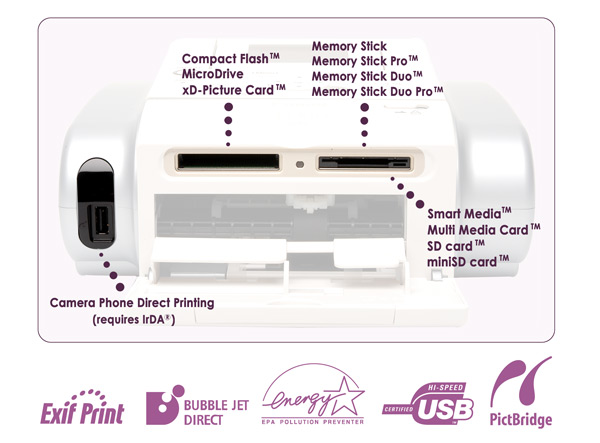 Compact Flash™
MicroDrive
xD-Picture Card™
Memory Stick
Memory Stick Pro™
Memory Stick Duo™
Memory Stick Duo Pro™
Smart Media™
Multi Media Card™
SD card™
miniSD card™
Camera Phone Direct Printing
(requires IrDA®)
Exif Print
BUBBLE JET
DIRECT
energy
EPA POLLUTION PREVENTER
HI-SPEED
CERTIFIED USB
PictBridge